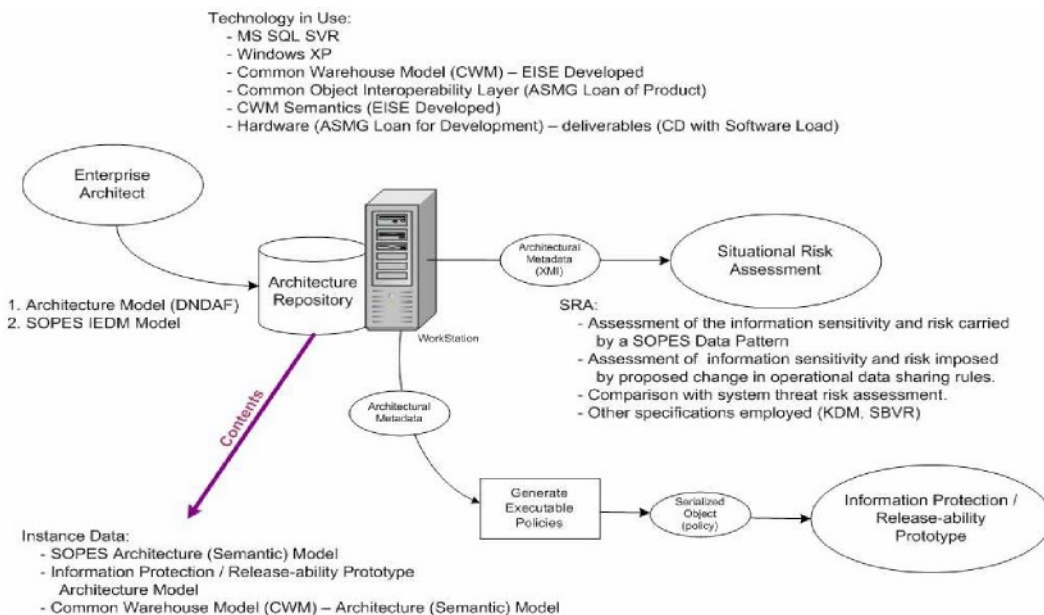 Technology in Use:
- MS SQL SVR
- Windows XP
- Common Warehouse Model (CWM) – EISE Developed
- Common Object Interoperability Layer (ASMG Loan of Product)
- CWM Semantics (EISE Developed)
- Hardware (ASMG Loan for Development) – deliverables (CD with Software Load)
Enterprise
Architect
Architecture
Repository
1. Architecture Model (DNDAF)
2. SOPES IEDM Model
WorkStation
Architectural
Metadata
(XMI)
Situational Risk
Assessment
SRA:
- Assessment of the information sensitivity and risk carried
by a SOPES Data Pattern
- Assessment of information sensitivity and risk imposed
by proposed change in operational data sharing rules.
- Comparison with system threat risk assessment.
- Other specifications employed (KDM, SBVR)
Architectural
Metadata
Contents
Generate
Executable
Policies
Serialized
Object
(policy)
Information Protection /
Release-ability
Prototype
Instance Data:
- SOPES Architecture (Semantic) Model
- Information Protection / Release-ability Prototype
Architecture Model
- Common Warehouse Model (CWM) – Architecture (Semantic) Model